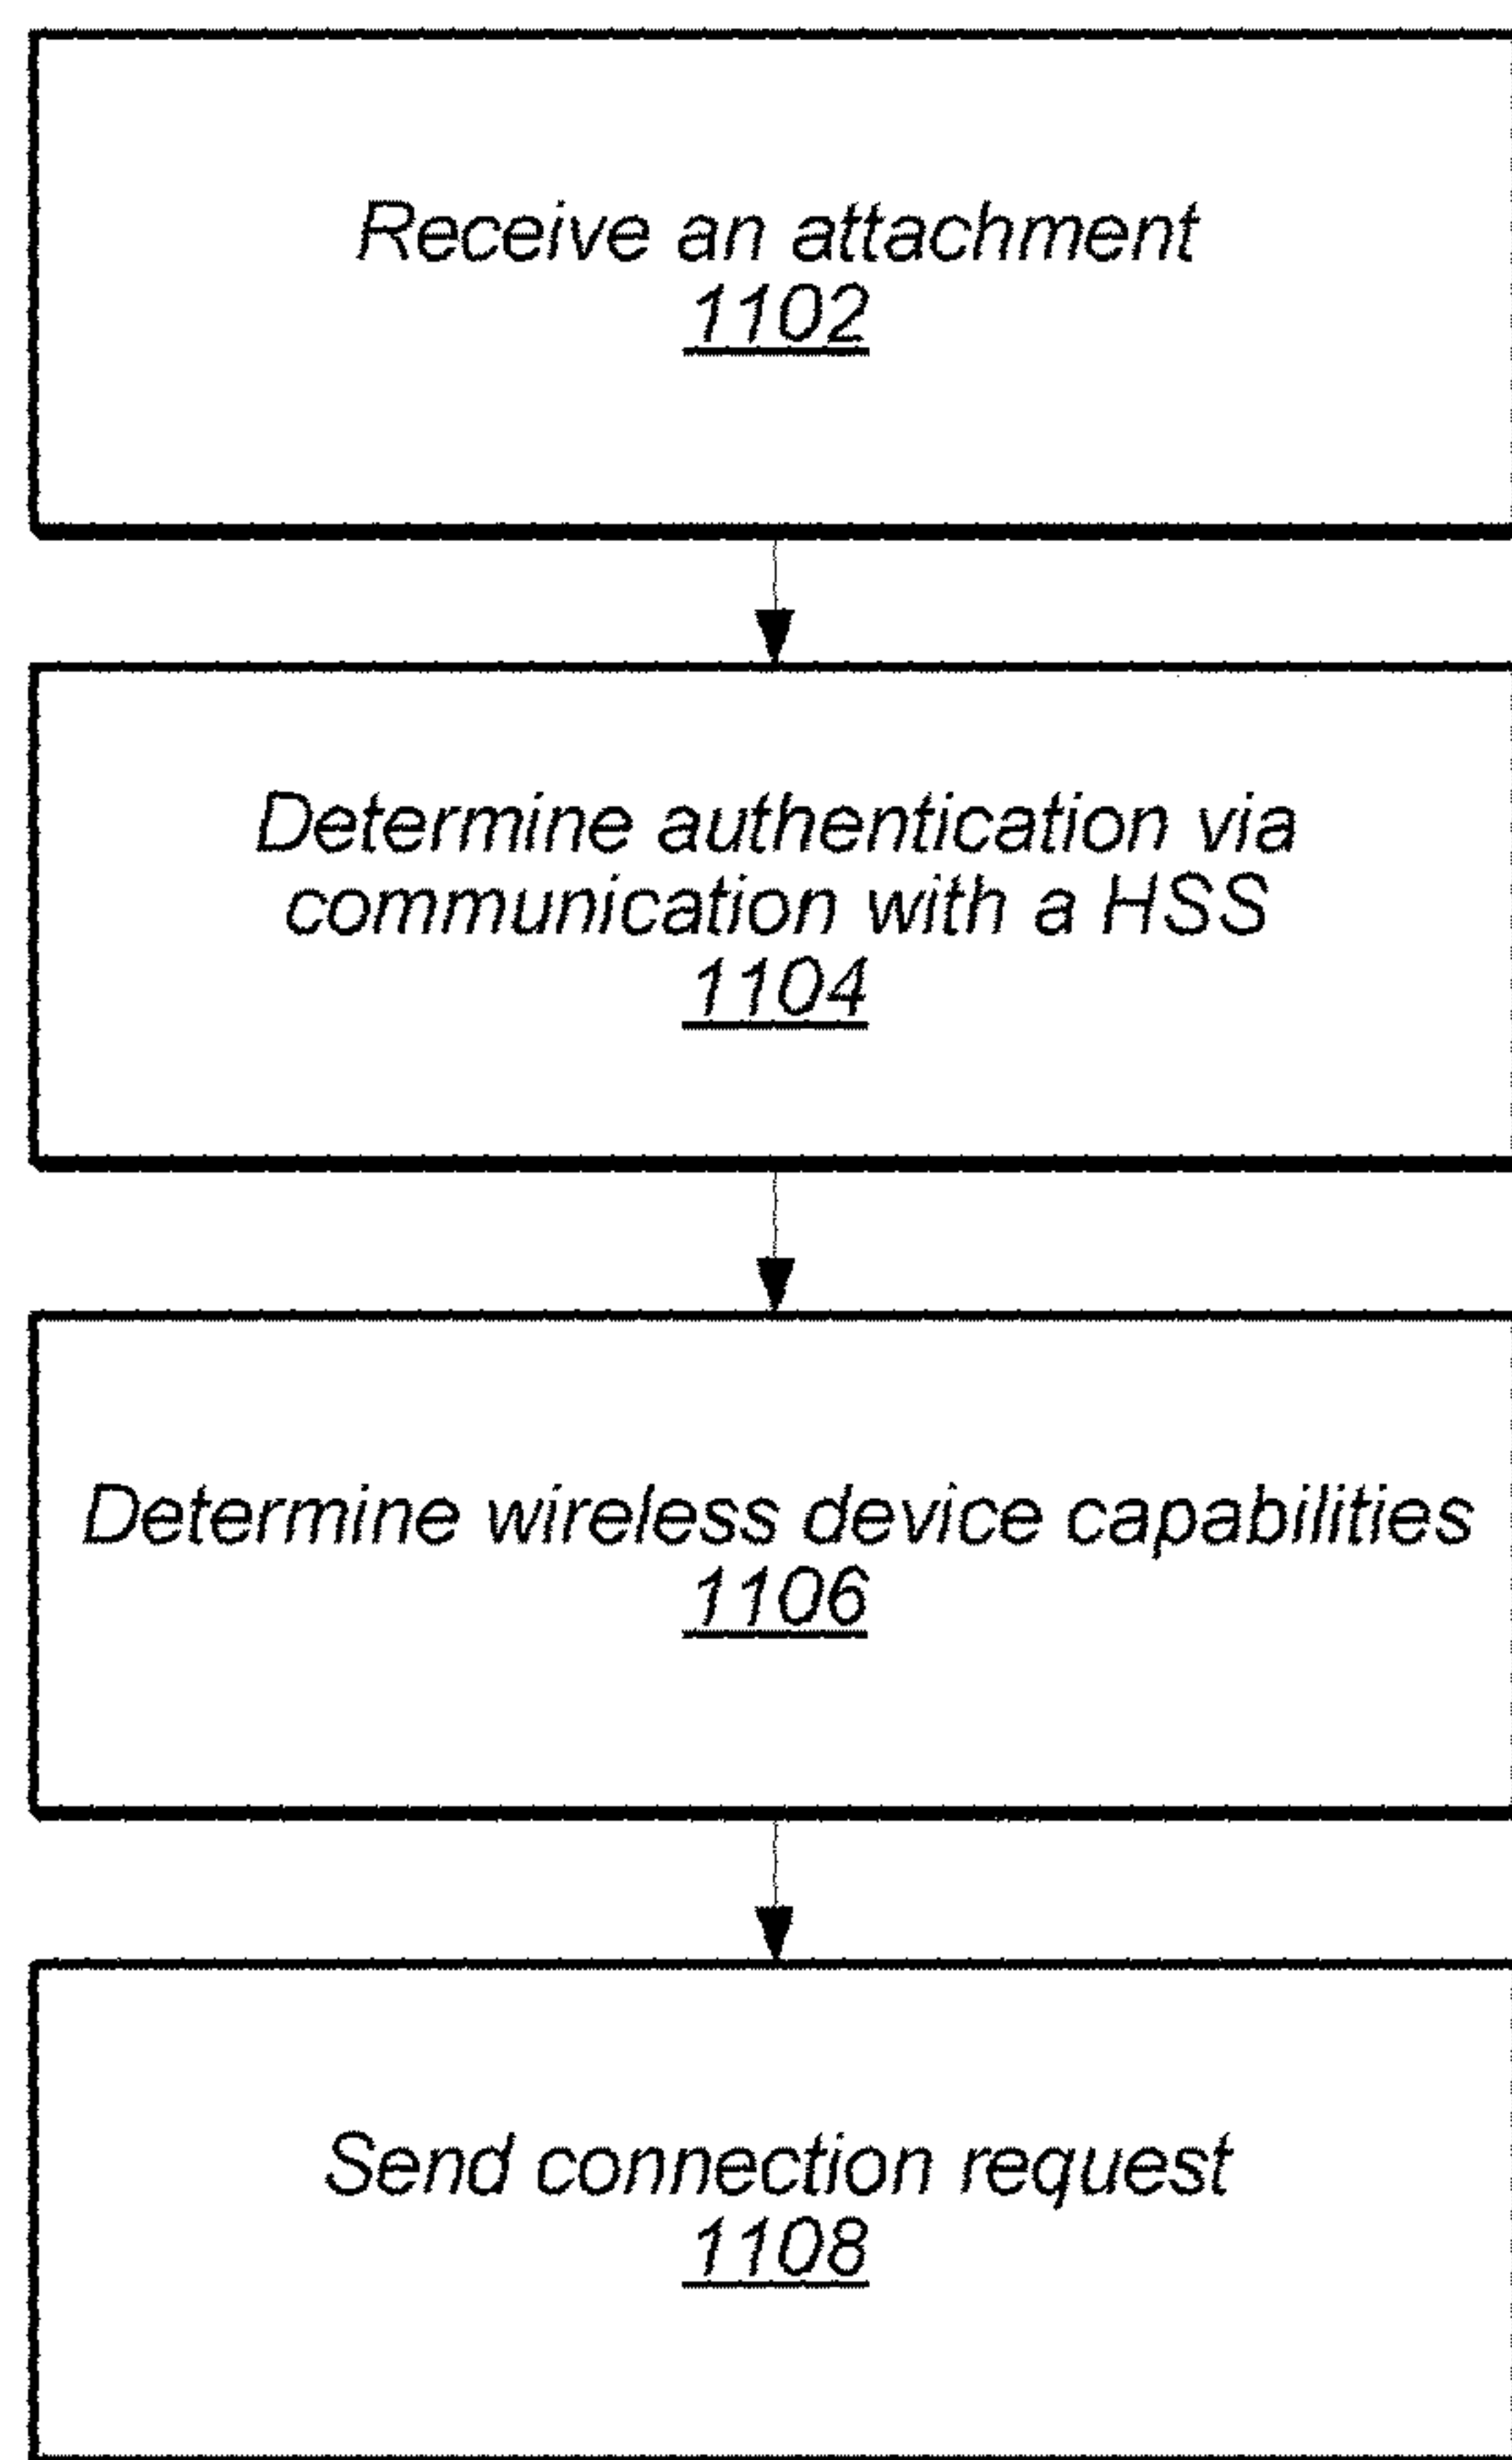 Receive an attachment
1102
Determine authentication via
communication with a HSS
1104
Determine wireless device capabilities
1106
Send connection request
1108